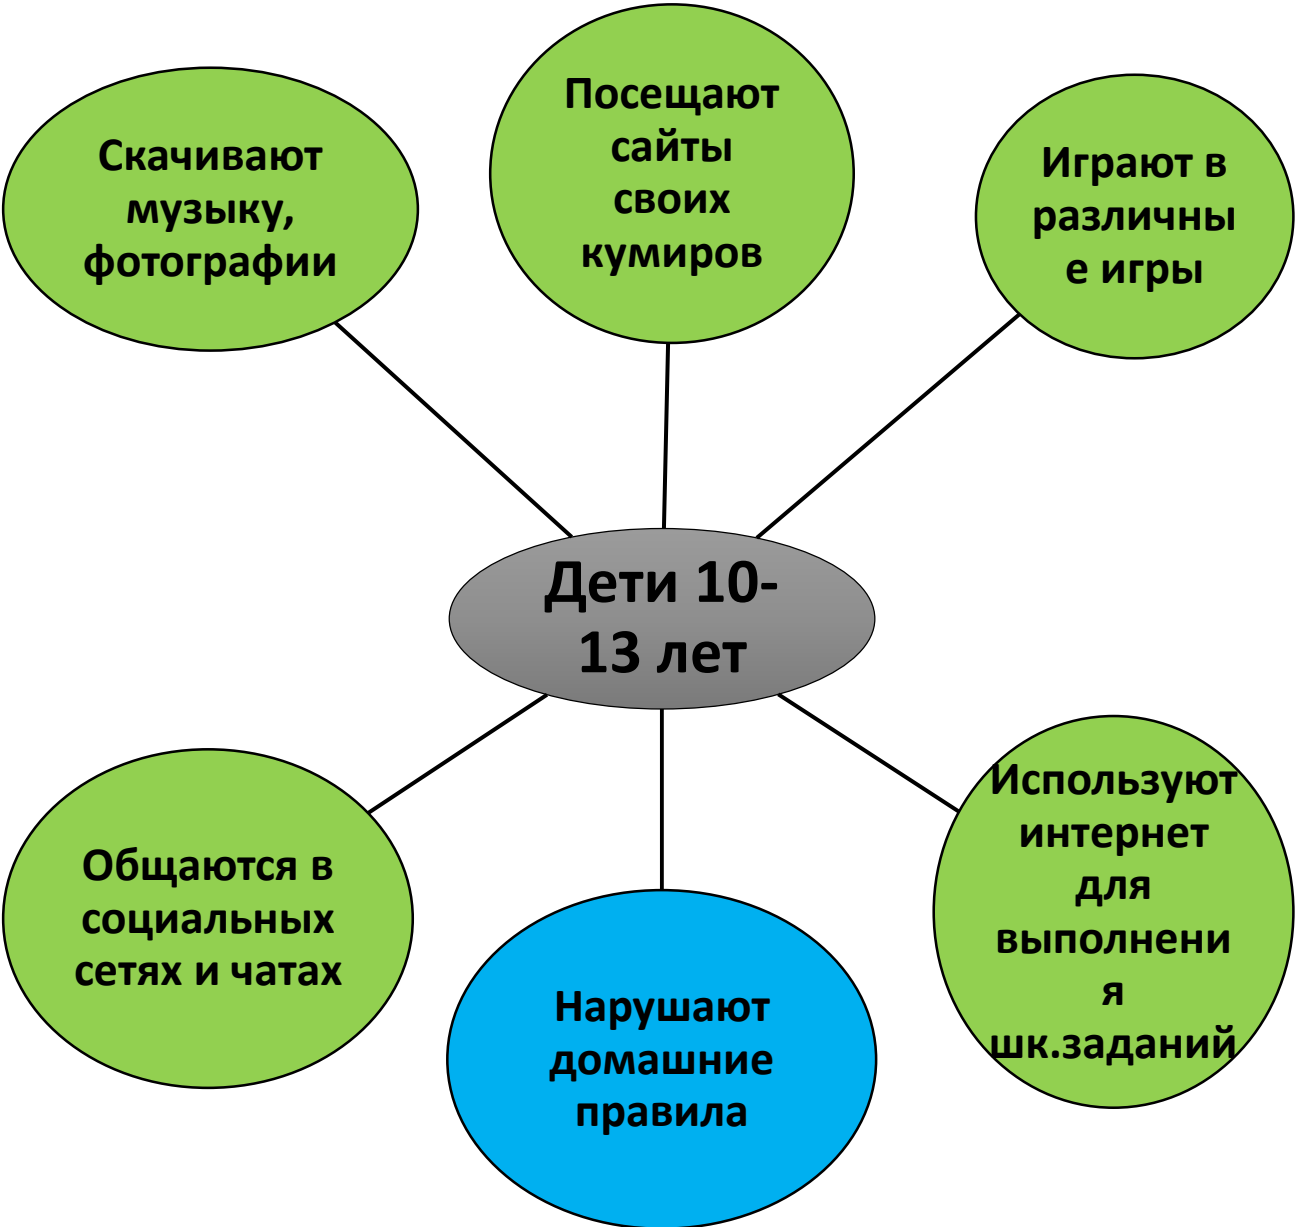 Скачивают
музыку,
фотографии
Посещают
сайты
своих
кумиров
Играют в
различны
е игры
Дети 10-
13 лет
Общаются в
социальных
сетях и чатах
Нарушают
домашние
правила
Используют
интернет
для
выполнени
я
шк.заданий